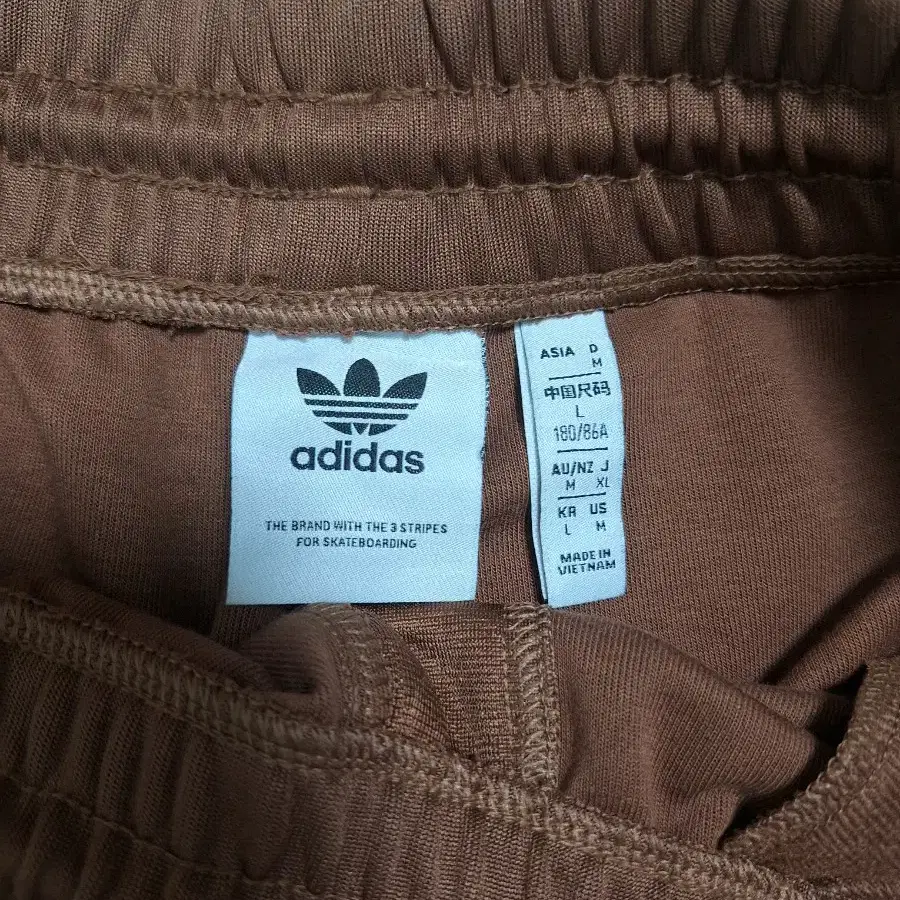 adidas
THE BRAND WITH THE 3 STRIPES
FOR SKATEBOARDING
ASIA D
M
中国尺码
L
180/86A
AU/NZ J
M XL
KR US
L M
MADE IN
VIETNAM